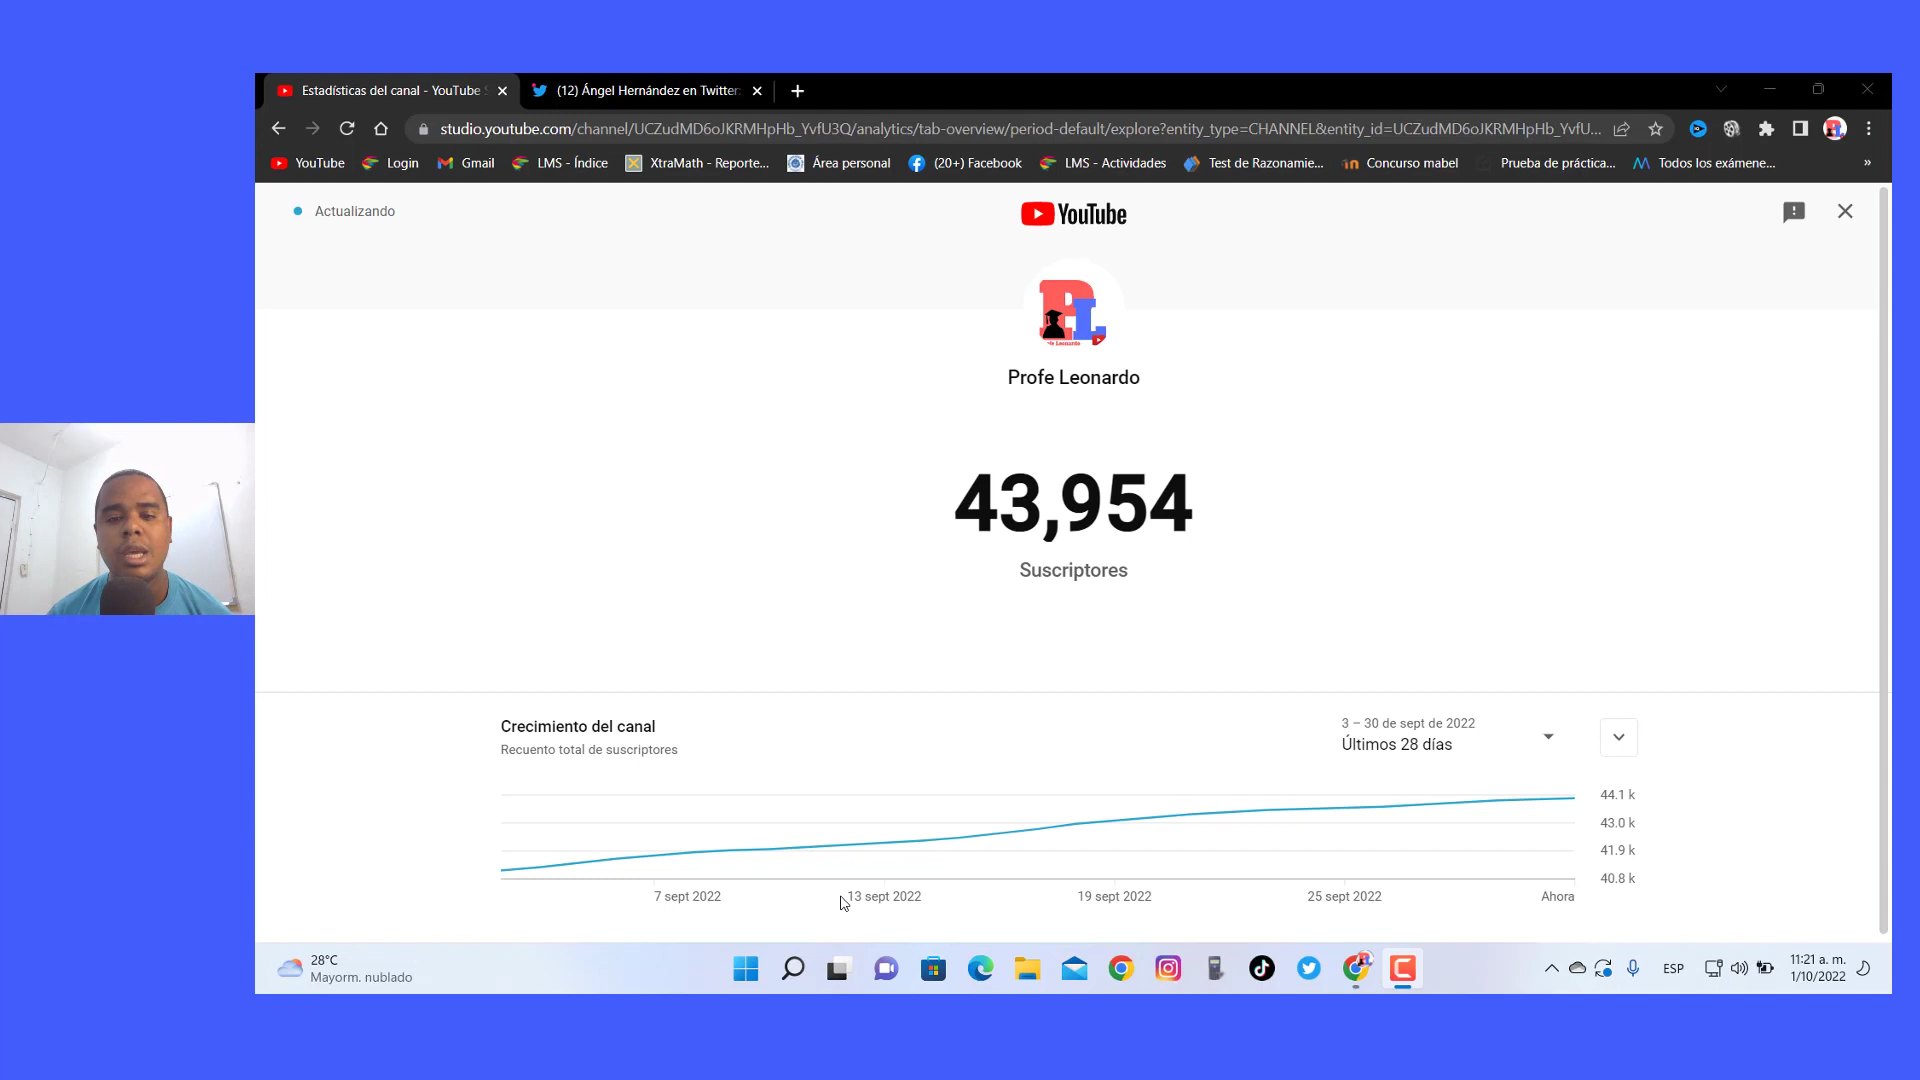 Estadísticas del canal - YouTube S
(12) Ángel Hernández en Twitter:
studio.youtube.com/channel/UCZudMD6oJKRMHpHb_YvfU3Q/analytics/tab-overview/period-default/explore?entity_type=CHANNEL&entity_id=UCZudMD6oJKRMHpHb_YvfU...
YouTube Login Gmail LMS - Índice XtraMath - Reporte... Área personal (20+) Facebook LMS - Actividades Test de Razonamie... Concurso mabel Prueba de práctica... Todos los exámene... »
Actualizando
YouTube
PL
Profe Leonardo
43,954
Suscriptores
Crecimiento del canal
Recuento total de suscriptores
3 – 30 de sept de 2022
Últimos 28 días
44.1 k
43.0 k
41.9 k
40.8 k
7 sept 2022 13 sept 2022 19 sept 2022 25 sept 2022 Ahora
28°C
Mayorm. nublado
ESP
11:21 a. m.
1/10/2022